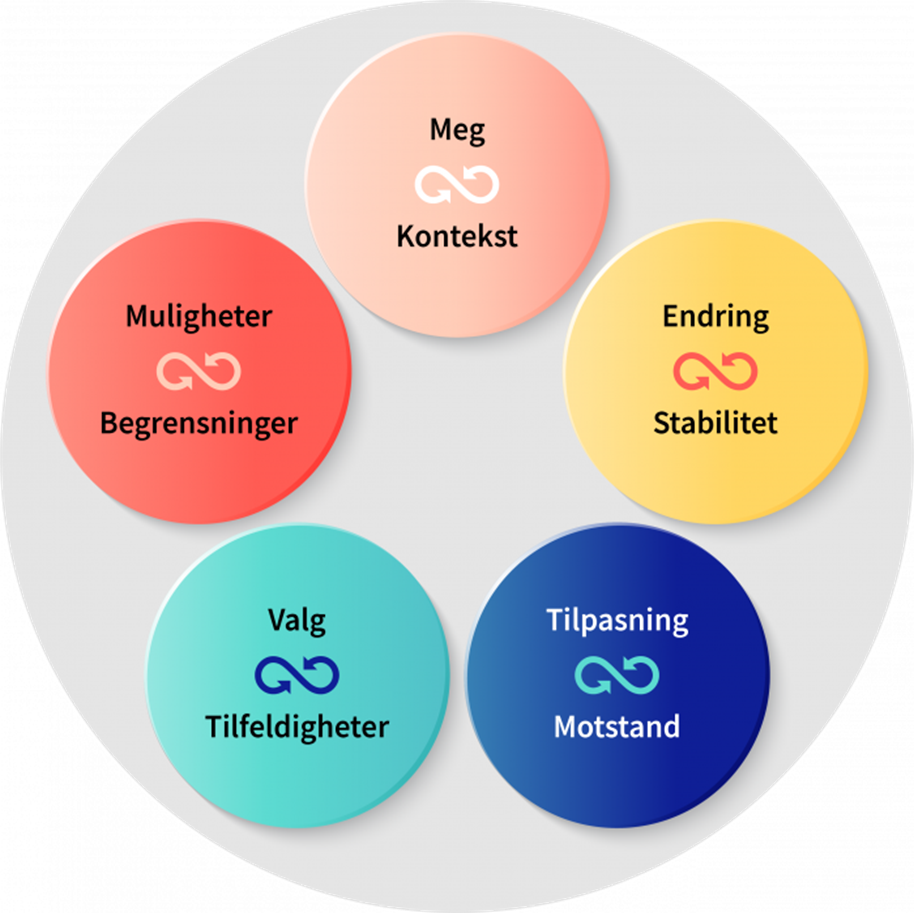 Meg
Kontekst
Muligheter
Begrensninger
Endring
Stabilitet
Valg
Tilfeldigheter
Tilpasning
Motstand